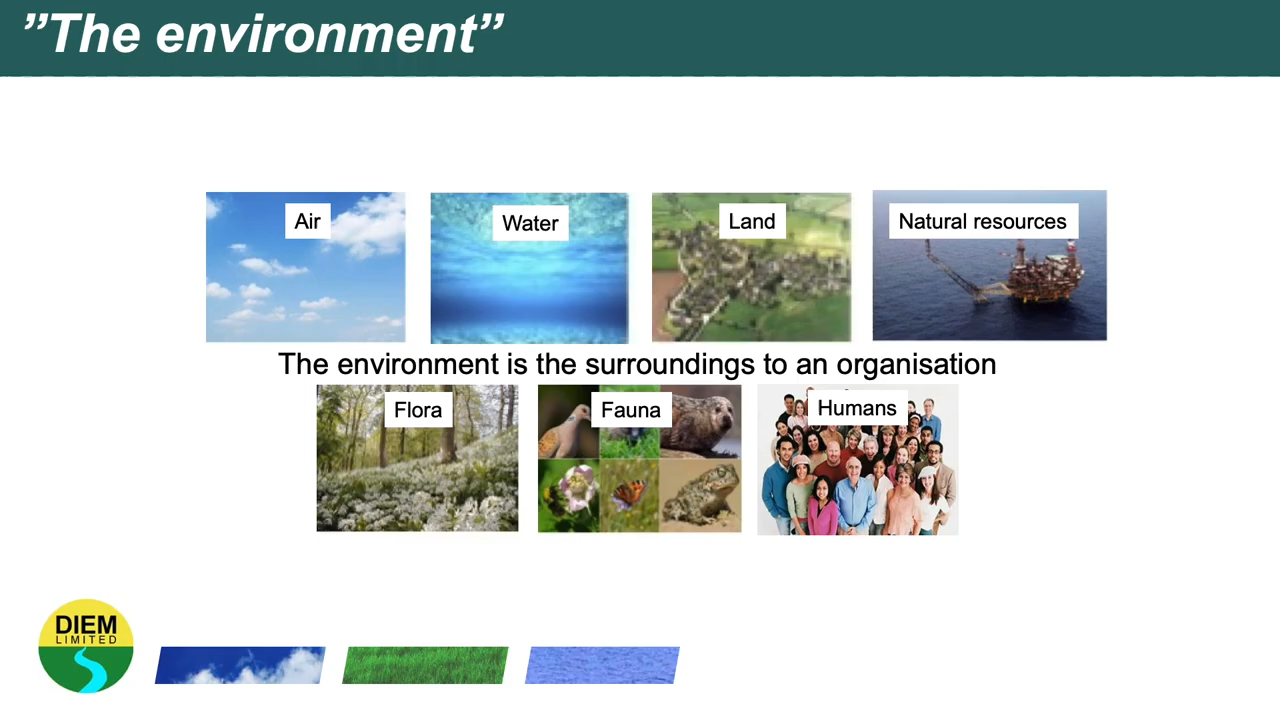 ”The environment”
Air
Water
Land
Natural resources
The environment is the surroundings to an organisation
Flora
Fauna
Humans
DIEM
LIMITED